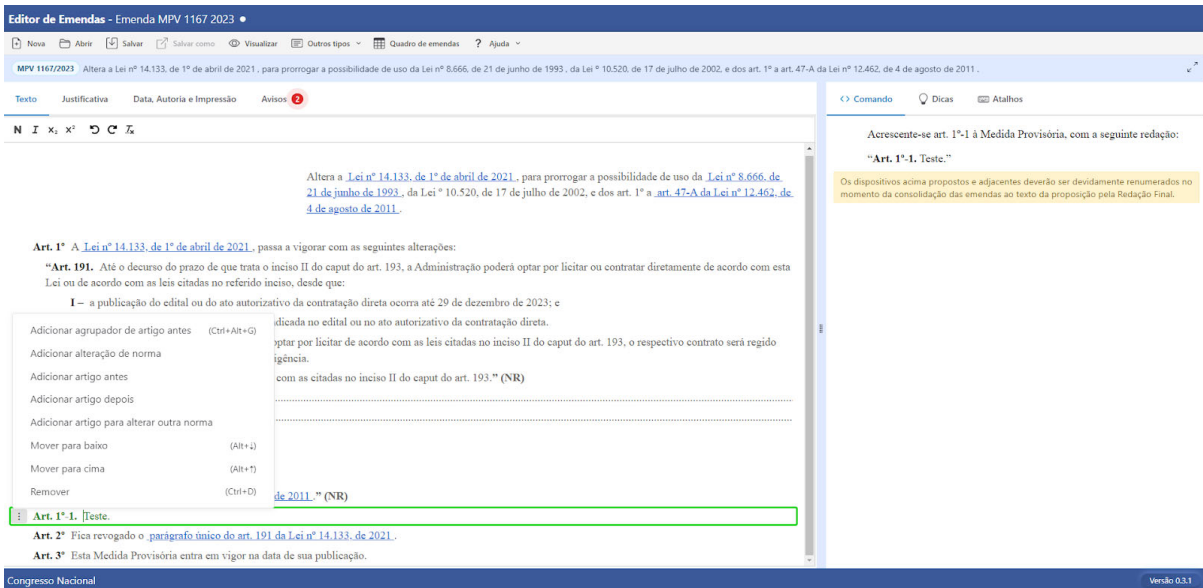 Editor de Emendas - Emenda MPV 1167 2023 ●
Nova Abrir Salvar Salvar como Visualizar Outros tipos Quadro de emendas ? Ajuda
MPV 1167/2023 Altera a Lei nº 14.133, de 1º de abril de 2021 , para prorrogar a possibilidade de uso da Lei nº 8.666, de 21 de junho de 1993 , da Lei º 10.520, de 17 de julho de 2002, e dos art. 1º a art. 47-A da Lei nº 12.462, de 4 de agosto de 2011 .
Texto Justificativa Data, Autoria e Impressão Avisos 2
N I x₂ x²
Altera a Lei nº 14.133, de 1º de abril de 2021 , para prorrogar a possibilidade de uso da Lei nº 8.666, de
21 de junho de 1993 , da Lei º 10.520, de 17 de julho de 2002, e dos art. 1º a art. 47-A da Lei nº 12.462, de
4 de agosto de 2011 .
Art. 1º A Lei nº 14.133, de 1º de abril de 2021 , passa a vigorar com as seguintes alterações:
“Art. 191. Até o decurso do prazo de que trata o inciso II do caput do art. 193, a Administração poderá optar por licitar ou contratar diretamente de acordo com esta
Lei ou de acordo com as leis citadas no referido inciso, desde que:
I – a publicação do edital ou do ato autorizativo da contratação direta ocorra até 29 de dezembro de 2023; e
dicada no edital ou no ato autorizativo da contratação direta.
optar por licitar de acordo com as leis citadas no inciso II do caput do art. 193, o respectivo contrato será regido
igência.
com as citadas no inciso II do caput do art. 193.” (NR)
Adicionar agrupador de artigo antes (Ctrl+Alt+G)
Adicionar alteração de norma
Adicionar artigo antes
Adicionar artigo depois
Adicionar artigo para alterar outra norma
Mover para baixo (Alt+↓)
Mover para cima (Alt+↑)
Remover (Ctrl+D)
de 2011 .” (NR)
Art. 1º-1. Teste.
Art. 2º Fica revogado o parágrafo único do art. 191 da Lei nº 14.133, de 2021 .
Art. 3º Esta Medida Provisória entra em vigor na data de sua publicação.
<> Comando Dicas Atalhos
Acrescente-se art. 1º-1 à Medida Provisória, com a seguinte redação:
“Art. 1º-1. Teste.”
Os dispositivos acima propostos e adjacentes deverão ser devidamente renumerados no
momento da consolidação das emendas ao texto da proposição pela Redação Final.
Congresso Nacional
Versão 0.3.1